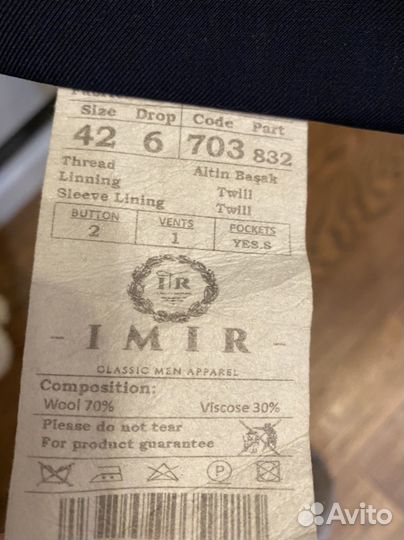 Size Drop Code Part
42 6 703 832
Thread Altin Başak
Linning Twill
Sleeve Lining Twill
BUTTON VENTS POCKETS
2 1 YES.S
ITR
- IMIR -
CLASSIC MEN APPAREL
Composition:
Wool 70% Viscose 30%
Please do not tear
For product guarantee
P
Avito